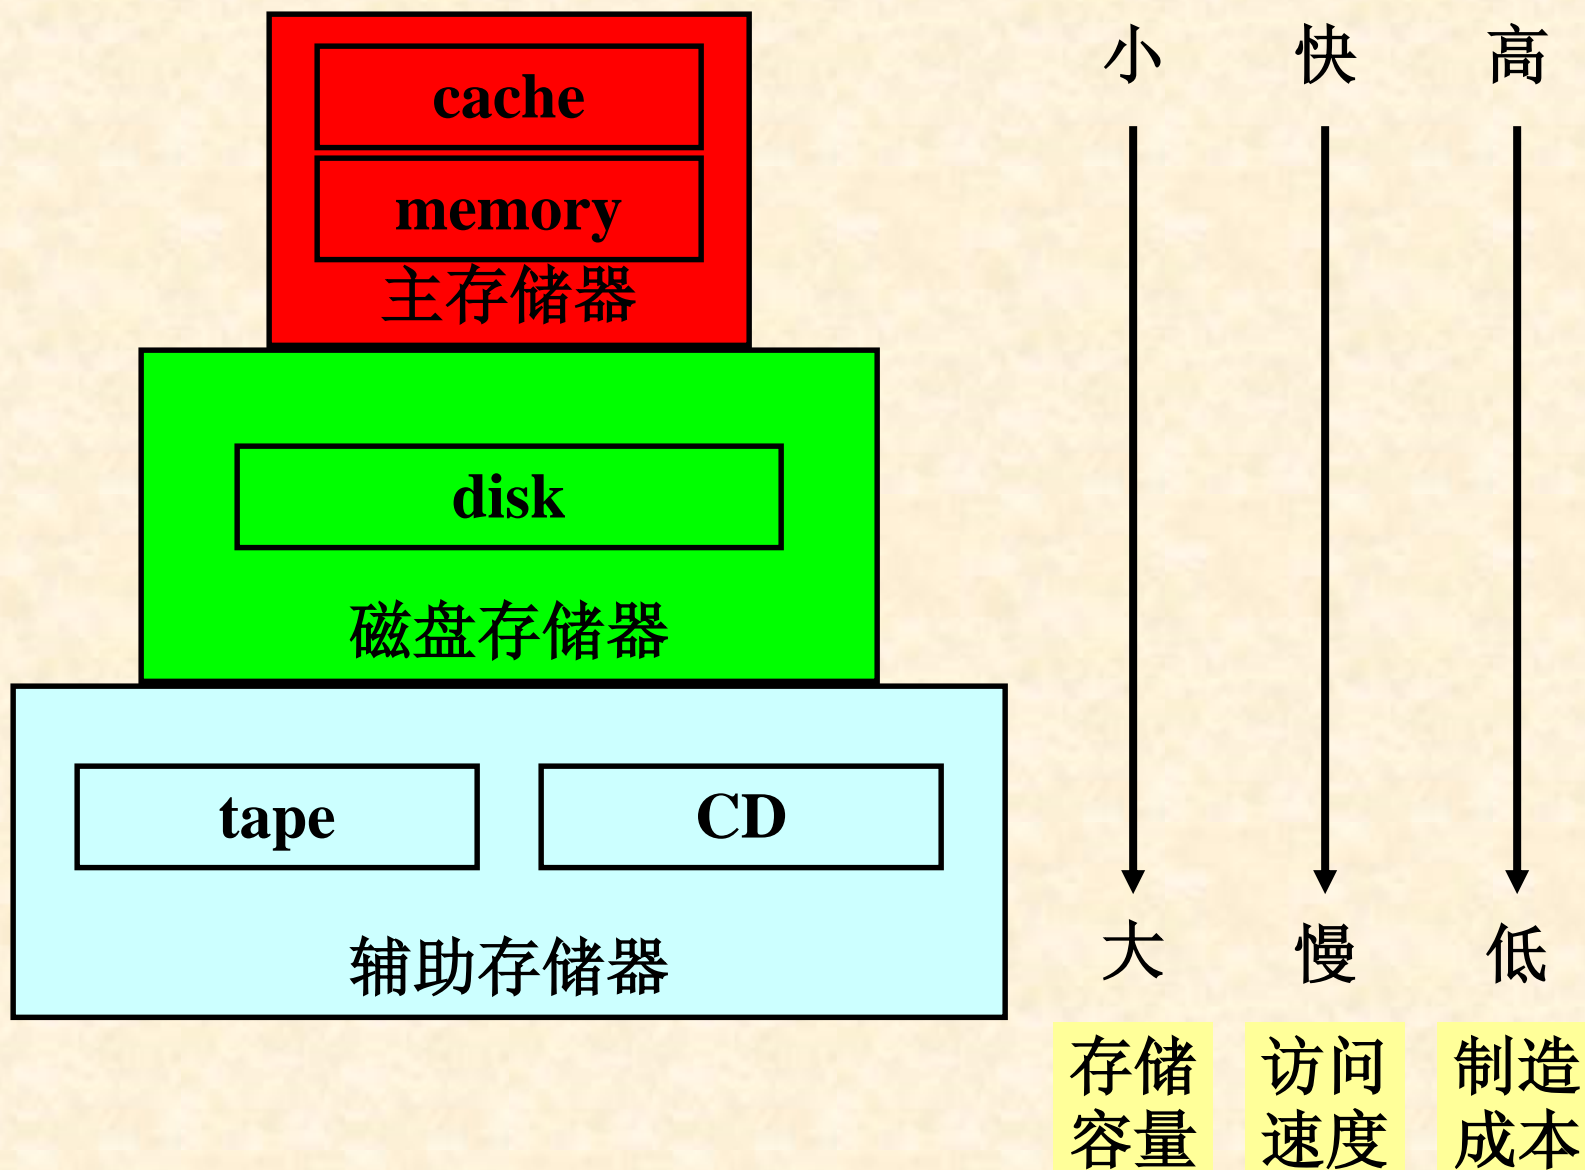 cache
memory
主存储器
disk
磁盘存储器
tape
CD
辅助存储器
小 快 高
大 慢 低
存储
容量
访问
速度
制造
成本